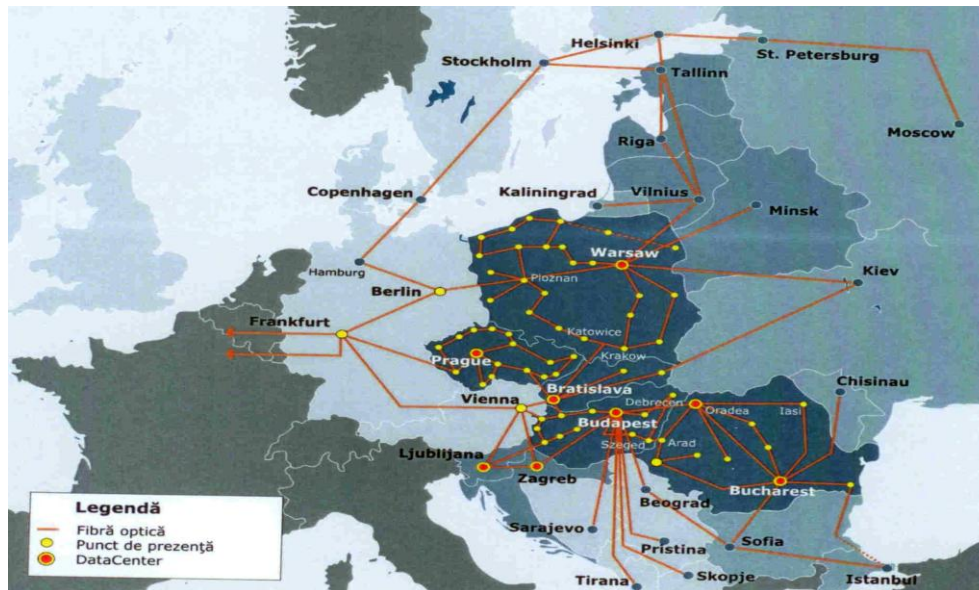 Helsinki
St. Petersburg
Stockholm
Tallinn
Moscow
Riga
Copenhagen
Kaliningrad
Vilnius
Minsk
Warsaw
Hamburg
Ploznan
Kiev
Berlin
Frankfurt
Katowice
Prague
Krakow
Bratislava
Chisinau
Vienna
Debrecen
Oradea
Iasi
Budapest
Szeged
Arad
Ljublijana
Zagreb
Bucharest
Beograd
Legendă
Fibră optică
Punct de prezenţă
DataCenter
Sarajevo
Sofia
Pristina
Tirana
Skopje
Istanbul